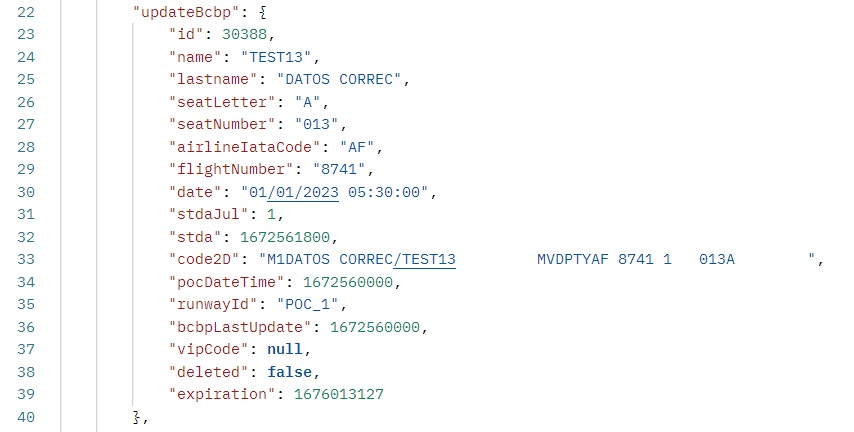 22 "updateBcbp": {
23 "id": 30388,
24 "name": "TEST13",
25 "lastname": "DATOS CORREC",
26 "seatLetter": "A",
27 "seatNumber": "013",
28 "airlineIataCode": "AF",
29 "flightNumber": "8741",
30 "date": "01/01/2023 05:30:00",
31 "stdaJul": 1,
32 "stda": 1672561800,
33 "code2D": "M1DATOS CORREC/TEST13         MVDPTYAF 8741 1   013A        ",
34 "pocDateTime": 1672560000,
35 "runwayId": "POC_1",
36 "bcbpLastUpdate": 1672560000,
37 "vipCode": null,
38 "deleted": false,
39 "expiration": 1676013127
40 },